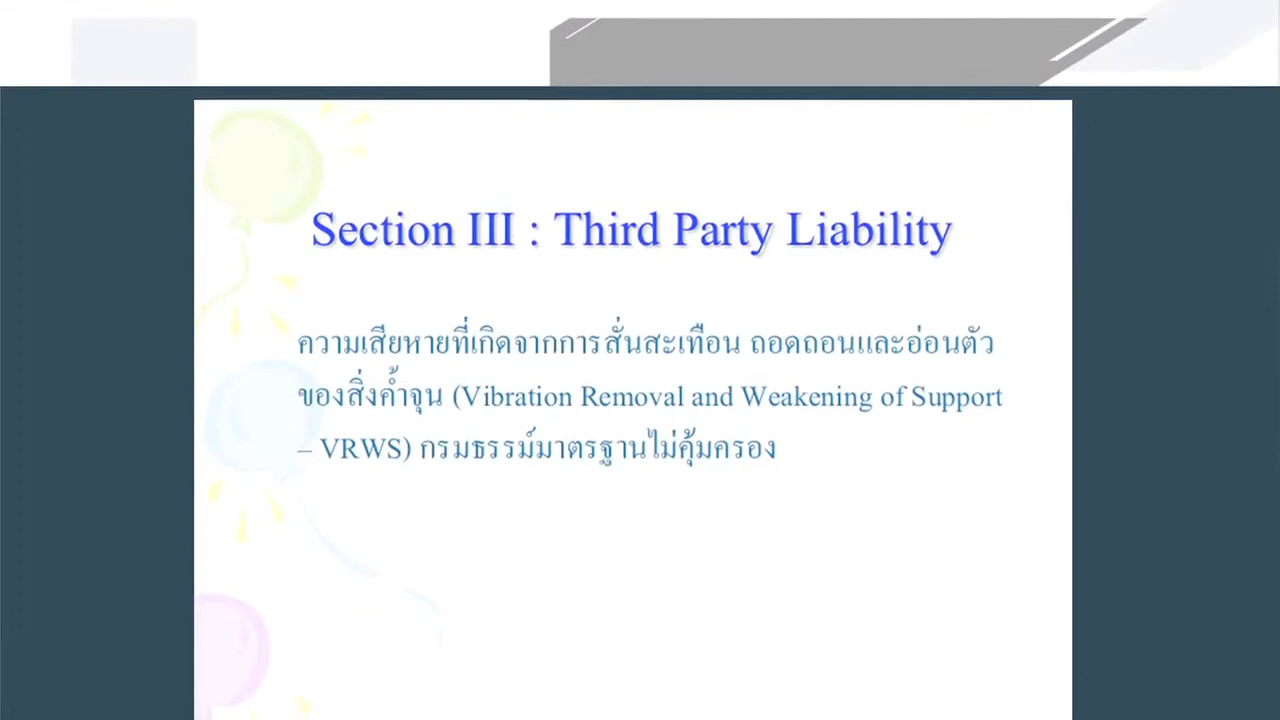 Section III : Third Party Liability
ความเสียหายที่เกิดจากการสั่นสะเทือน ถอดถอนและอ่อนตัว
ของสิ่งค้ำจุน (Vibration Removal and Weakening of Support
– VRWS) กรมธรรม์มาตรฐานไม่คุ้มครอง